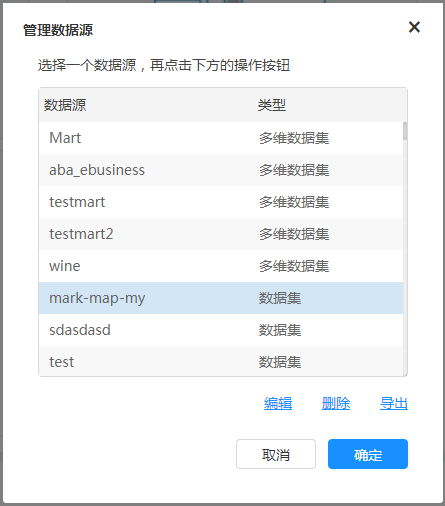 管理数据源
选择一个数据源，再点击下方的操作按钮
数据源 类型
Mart 多维数据集
aba_ebusiness 多维数据集
testmart 多维数据集
testmart2 多维数据集
wine 多维数据集
mark-map-my 数据集
sdasdasd 数据集
test 数据集
编辑 删除 导出
取消 确定